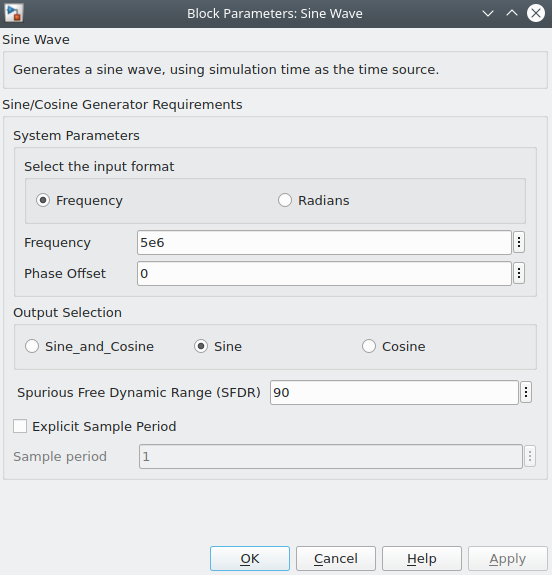 Block Parameters: Sine Wave
Sine Wave
Generates a sine wave, using simulation time as the time source.
Sine/Cosine Generator Requirements
System Parameters
Select the input format
Frequency Radians
Frequency 5e6
Phase Offset 0
Output Selection
Sine_and_Cosine Sine Cosine
Spurious Free Dynamic Range (SFDR) 90
Explicit Sample Period
Sample period 1
OK Cancel Help Apply